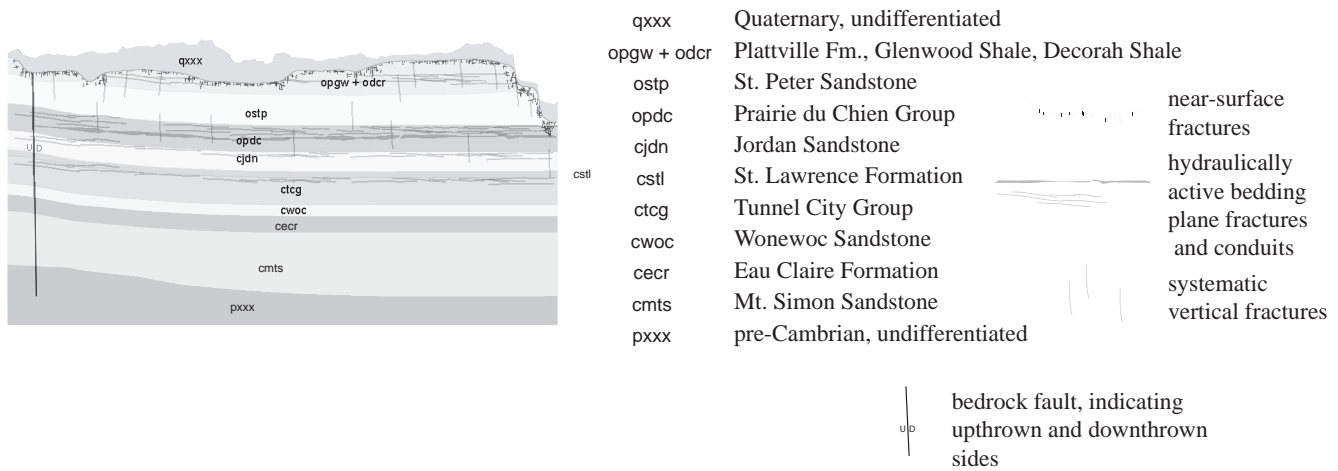 qxxx
opgw + odcr
ostp
opdc
U D
cjdn
cstl
ctcg
cwoc
cecr
cmts
pxxx
qxxx Quaternary, undifferentiated
opgw + odcr Plattville Fm., Glenwood Shale, Decorah Shale
ostp St. Peter Sandstone
opdc Prairie du Chien Group
cjdn Jordan Sandstone
cstl St. Lawrence Formation
ctcg Tunnel City Group
cwoc Wonewoc Sandstone
cecr Eau Claire Formation
cmts Mt. Simon Sandstone
pxxx pre-Cambrian, undifferentiated
near-surface
fractures
hydraulically
active bedding
plane fractures
and conduits
systematic
vertical fractures
U D
bedrock fault, indicating
upthrown and downthrown
sides